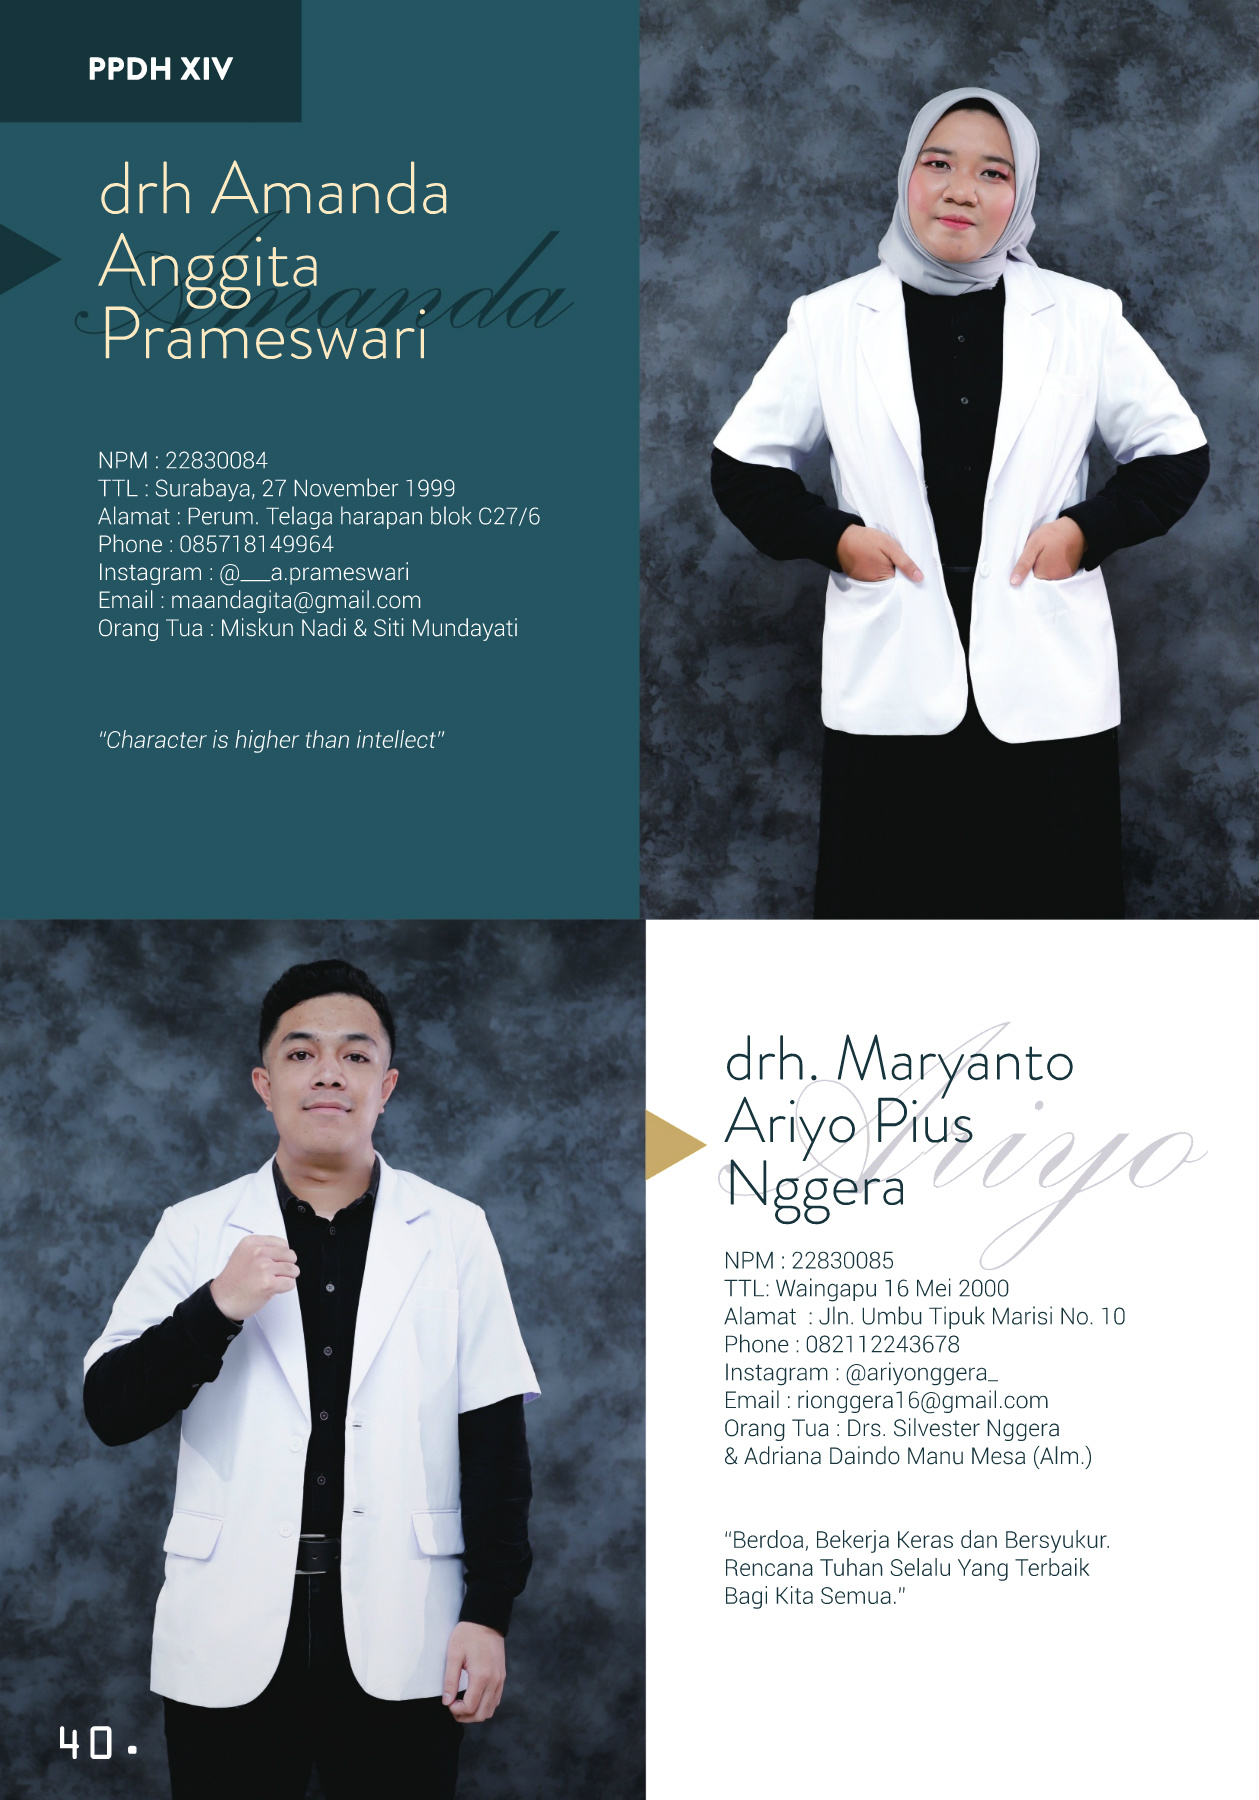 PPDH XIV
Amanda
drh Amanda
Anggita
Prameswari
NPM : 22830084
TTL : Surabaya, 27 November 1999
Alamat : Perum. Telaga harapan blok C27/6
Phone : 085718149964
Instagram : @___a.prameswari
Email : maandagita@gmail.com
Orang Tua : Miskun Nadi & Siti Mundayati
"Character is higher than intellect"
Ariyo
drh. Maryanto
Ariyo Pius
Nggera
NPM : 22830085
TTL: Waingapu 16 Mei 2000
Alamat  : Jln. Umbu Tipuk Marisi No. 10
Phone : 082112243678
Instagram : @ariyonggera_
Email : rionggera16@gmail.com
Orang Tua : Drs. Silvester Nggera
& Adriana Daindo Manu Mesa (Alm.)
"Berdoa, Bekerja Keras dan Bersyukur.
Rencana Tuhan Selalu Yang Terbaik
Bagi Kita Semua."
40.